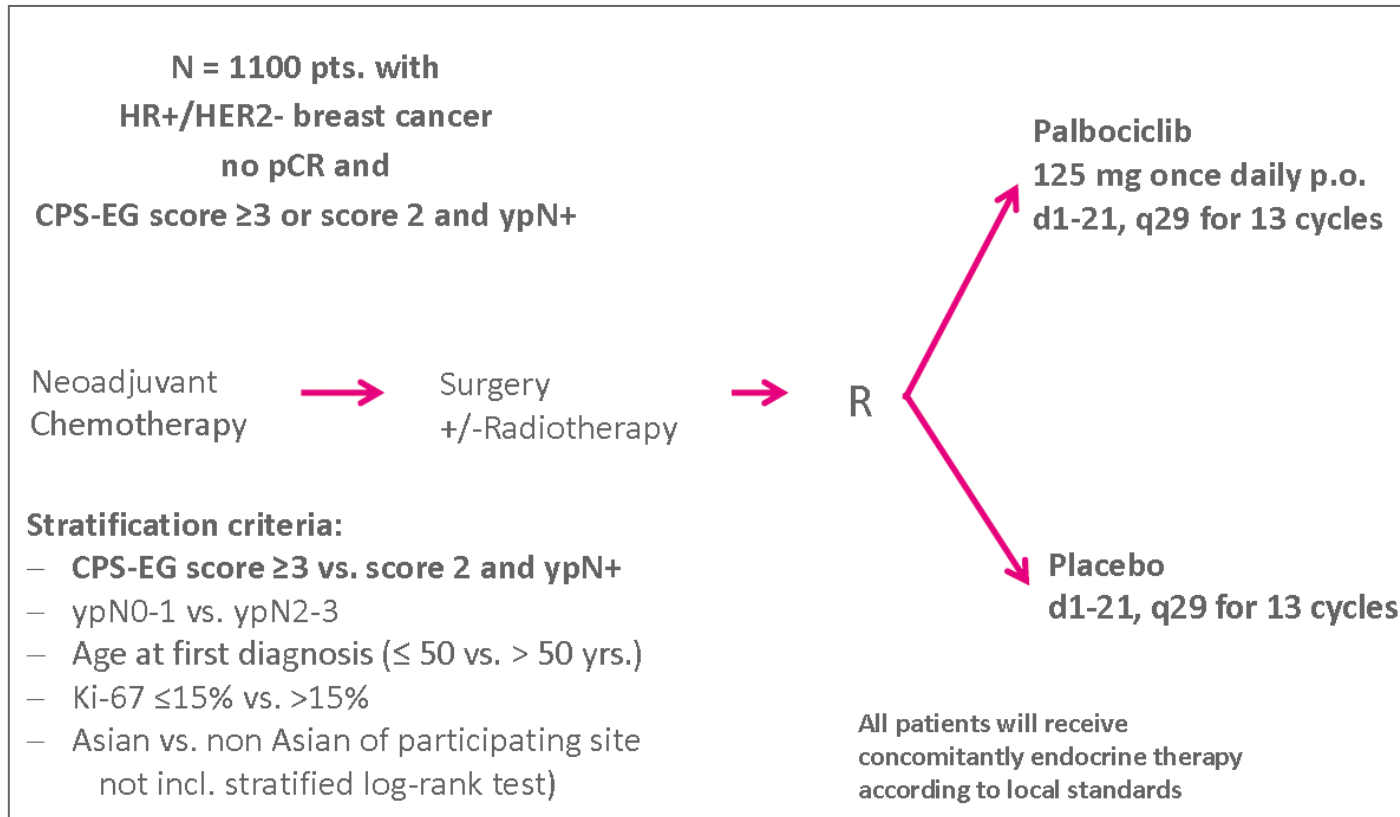 N = 1100 pts. with
HR+/HER2- breast cancer
no pCR and
CPS-EG score ≥3 or score 2 and ypN+
Palbociclib
125 mg once daily p.o.
d1-21, q29 for 13 cycles
Neoadjuvant
Chemotherapy
Surgery
+/-Radiotherapy
R
Stratification criteria:
– CPS-EG score ≥3 vs. score 2 and ypN+
– ypN0-1 vs. ypN2-3
– Age at first diagnosis (≤ 50 vs. > 50 yrs.)
– Ki-67 ≤15% vs. >15%
– Asian vs. non Asian of participating site
not incl. stratified log-rank test)
Placebo
d1-21, q29 for 13 cycles
All patients will receive
concomitantly endocrine therapy
according to local standards